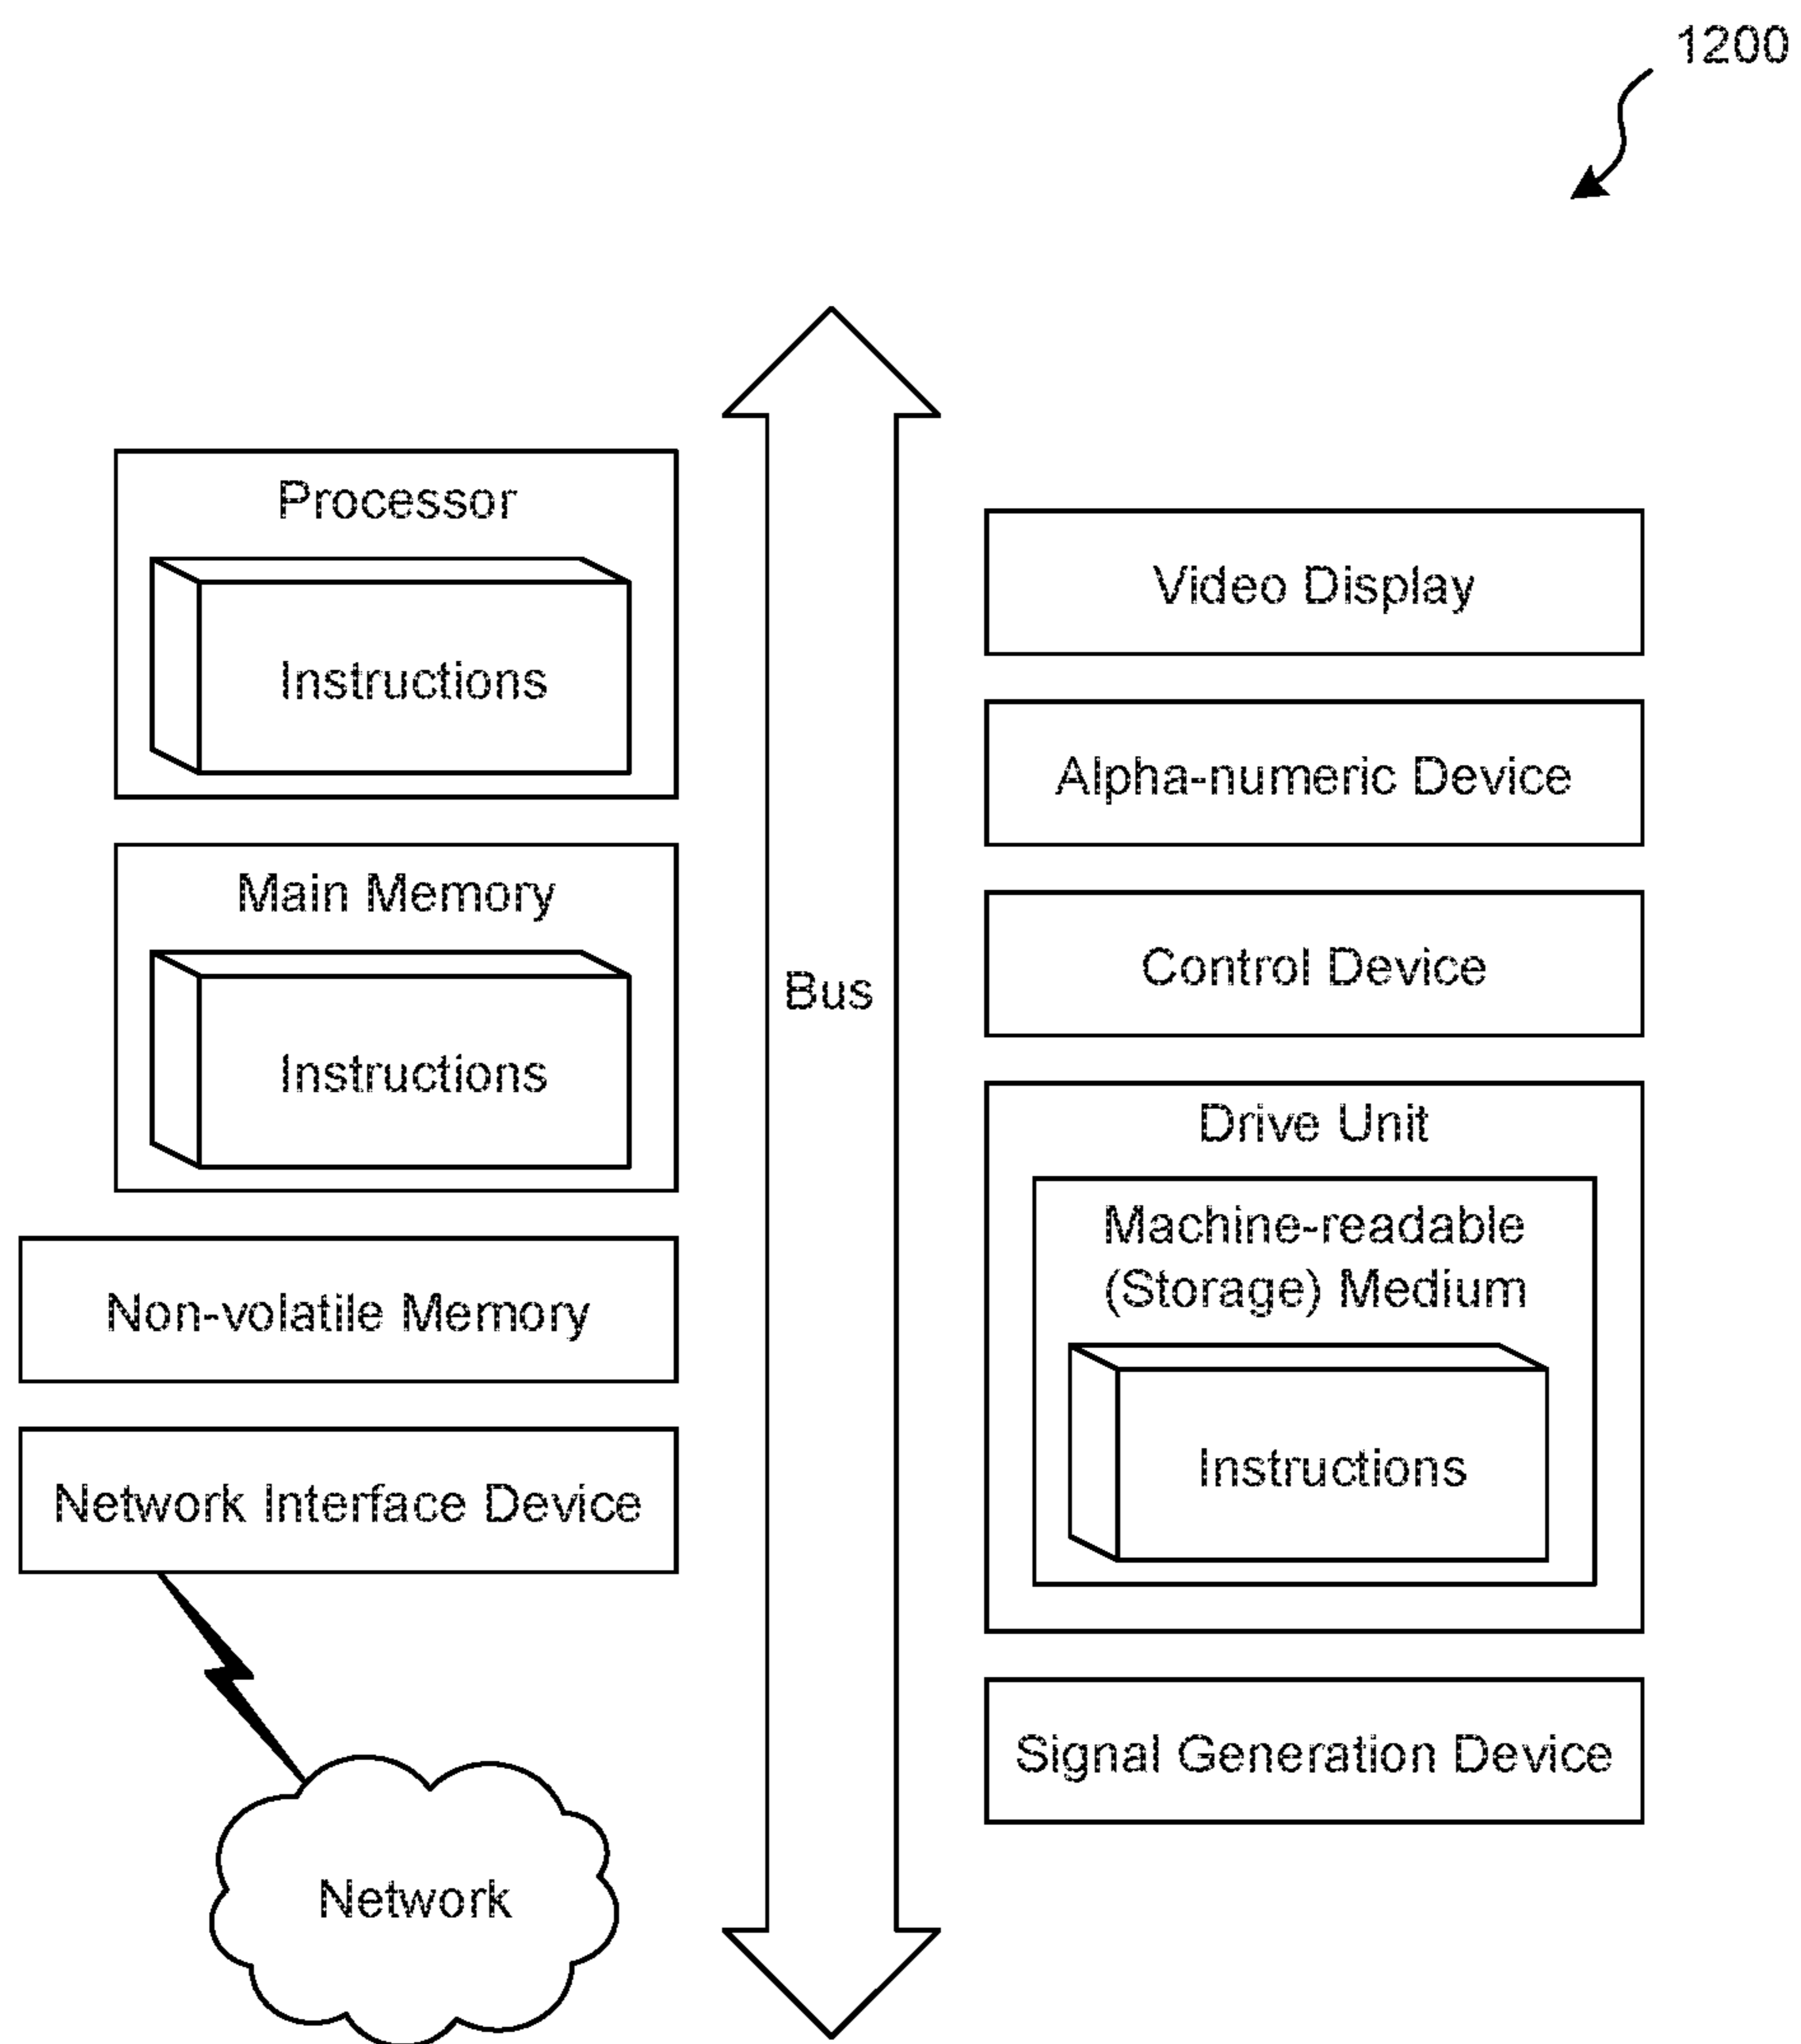 1200
Processor
Instructions
Main Memory
Instructions
Non-volatile Memory
Network Interface Device
Network
Bus
Video Display
Alpha-numeric Device
Control Device
Drive Unit
Machine-readable
(Storage) Medium
Instructions
Signal Generation Device